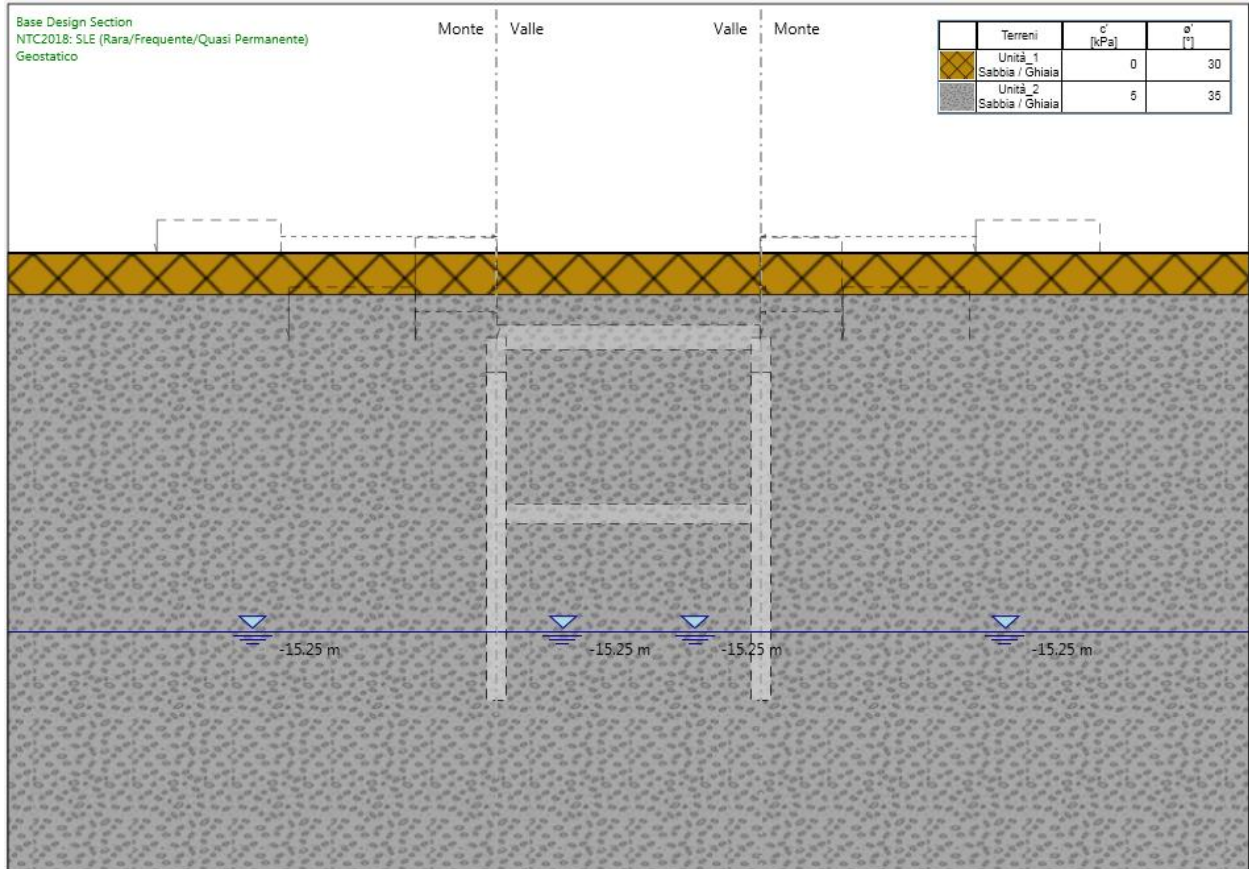 Base Design Section
NTC2018: SLE (Rara/Frequente/Quasi Permanente)
Geostatico
Monte Valle Valle Monte
Terreni c' [kPa] ø' [°]
Unità_1 Sabbia / Ghiaia 0 30
Unità_2 Sabbia / Ghiaia 5 35
-15.25 m -15.25 m -15.25 m -15.25 m